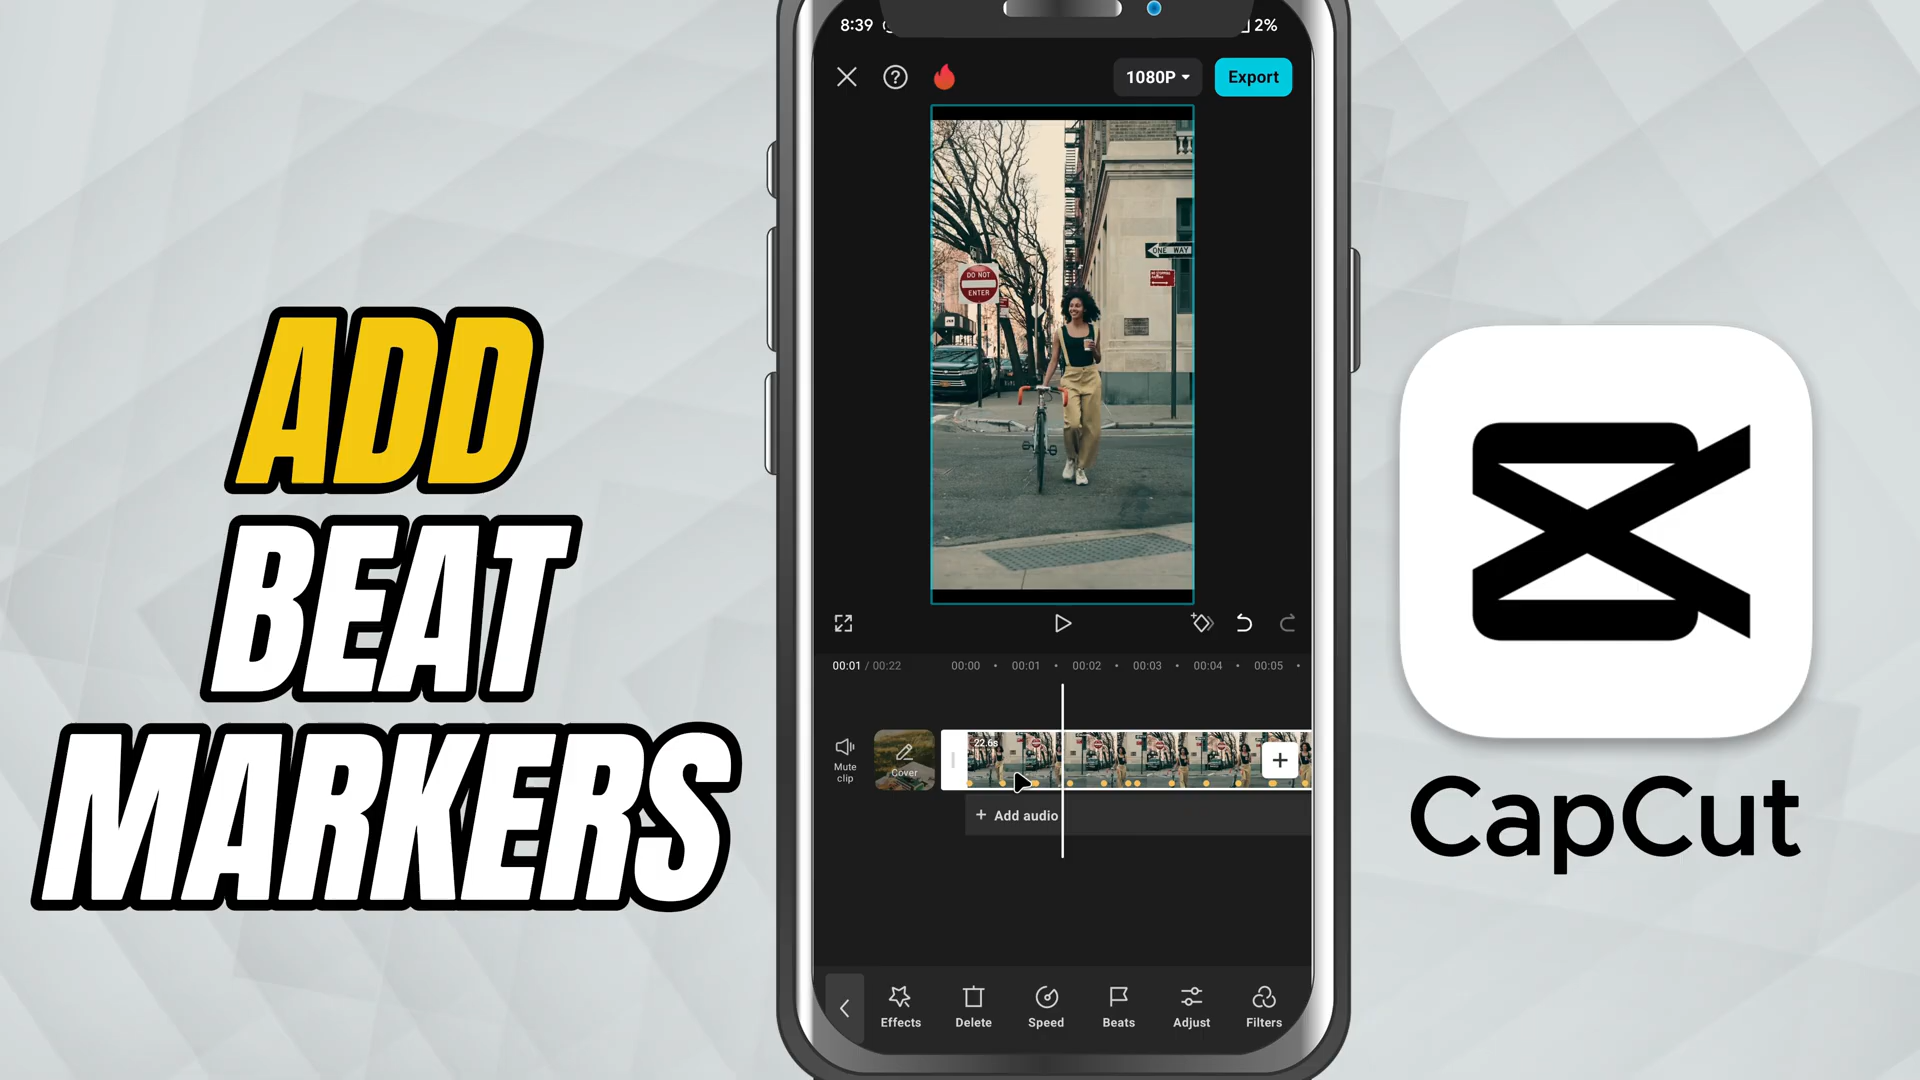 ADD
BEAT
MARKERS
8:39
2%
1080P
Export
ONE WAY
DO NOT
ENTER
00:01 / 00:22
00:00
00:01
00:02
00:03
00:04
00:05
22.6s
Mute
clip
Cover
+ Add audio
Effects
Delete
Speed
Beats
Adjust
Filters
CapCut